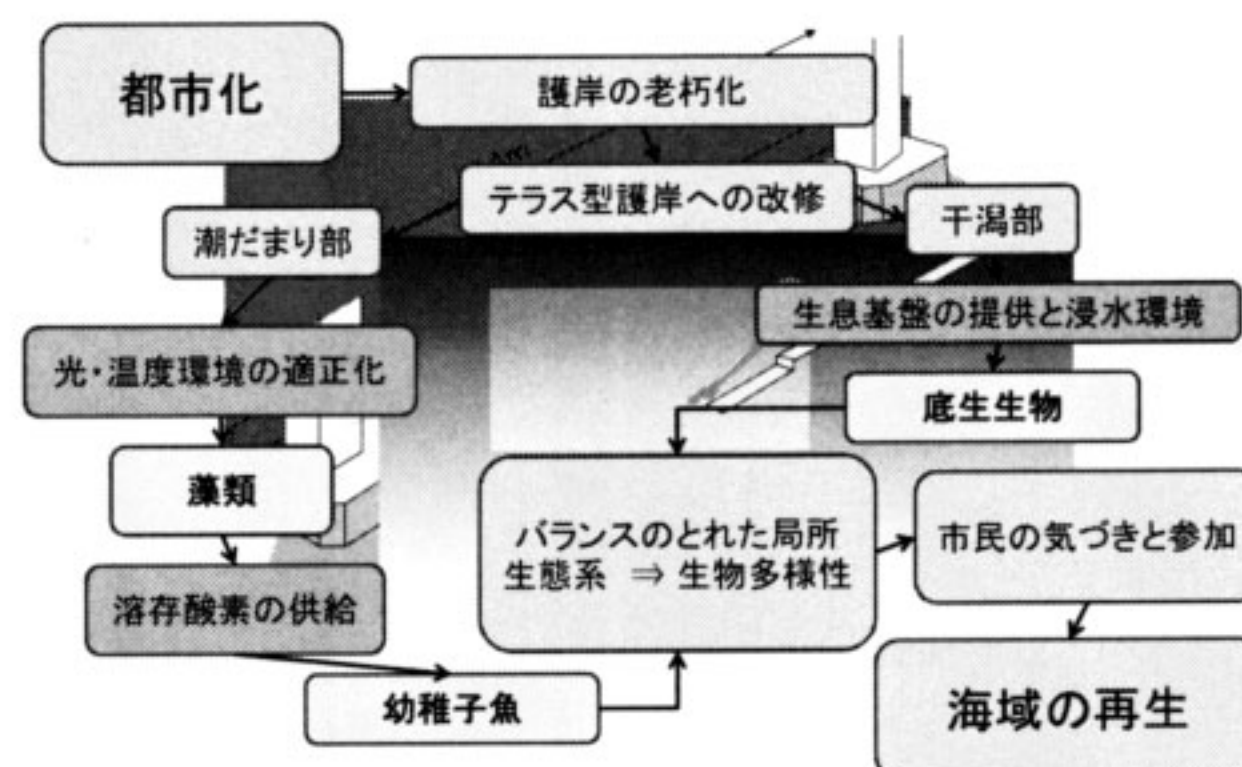 都市化
護岸の老朽化
テラス型護岸への改修
潮だまり部
干潟部
生息基盤の提供と浸水環境
光・温度環境の適正化
底生生物
藻類
バランスのとれた局所
生態系 ⇒ 生物多様性
市民の気づきと参加
溶存酸素の供給
幼稚子魚
海域の再生